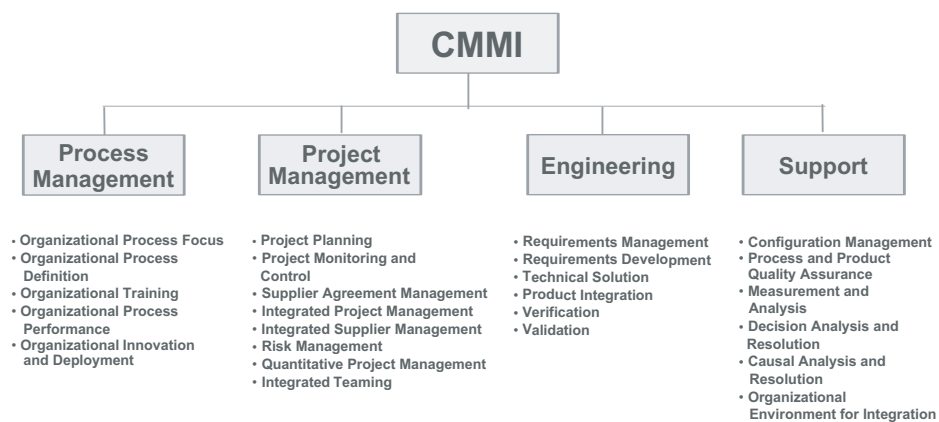 CMMI
Process
Management
Project
Management
Engineering
Support
• Organizational Process Focus
• Organizational Process
Definition
• Organizational Training
• Organizational Process
Performance
• Organizational Innovation
and Deployment
• Project Planning
• Project Monitoring and
Control
• Supplier Agreement Management
• Integrated Project Management
• Integrated Supplier Management
• Risk Management
• Quantitative Project Management
• Integrated Teaming
• Requirements Management
• Requirements Development
• Technical Solution
• Product Integration
• Verification
• Validation
• Configuration Management
• Process and Product
Quality Assurance
• Measurement and
Analysis
• Decision Analysis and
Resolution
• Causal Analysis and
Resolution
• Organizational
Environment for Integration